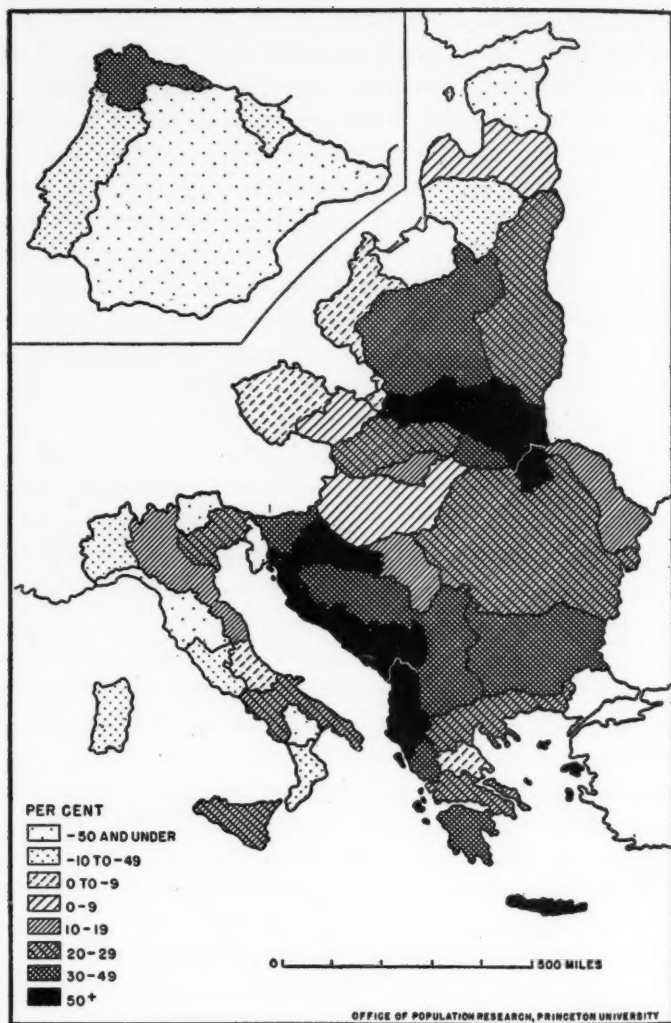 PER CENT
-50 AND UNDER
-10 TO -49
0 TO -9
0-9
10-19
20-29
30-49
50+
0 500 MILES
OFFICE OF POPULATION RESEARCH, PRINCETON UNIVERSITY